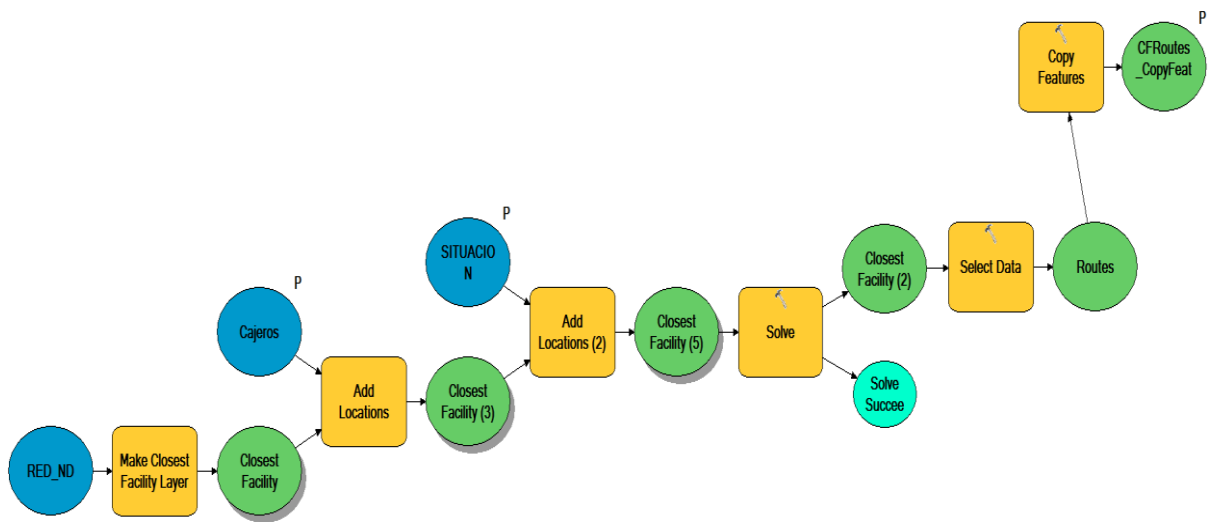 P
Copy
Features
CFRoutes
_CopyFeat
P
SITUACIO
N
Closest
Facility (2)
Select Data
Routes
P
Cajeros
Add
Locations (2)
Closest
Facility (5)
Solve
Add
Locations
Closest
Facility (3)
Solve
Succee
RED_ND
Make Closest
Facility Layer
Closest
Facility